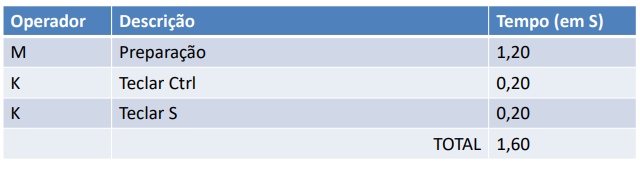 Operador Descrição Tempo (em S)
M Preparação 1,20
K Teclar Ctrl 0,20
K Teclar S 0,20
TOTAL 1,60